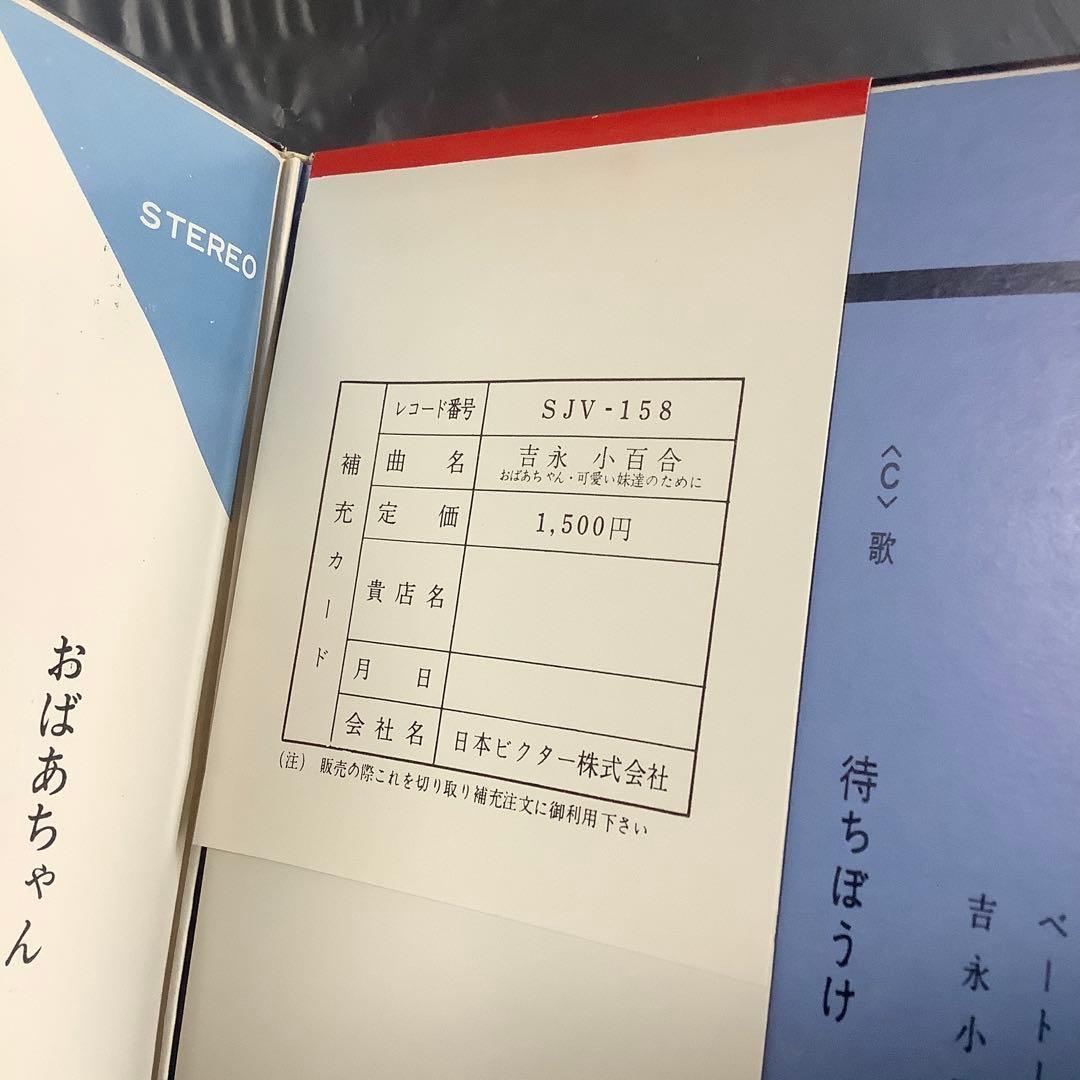 STEREO
おばあちゃん
補充カード
レコード番号 SJV-158
曲名 吉永 小百合
おばあちゃん・可愛い妹達のために
定価 1,500円
貴店名
月日
会社名 日本ビクター株式会社
(注) 販売の際これを切り取り補充注文に御利用下さい
〈C〉歌
待ちぼうけ
ベート
吉永小